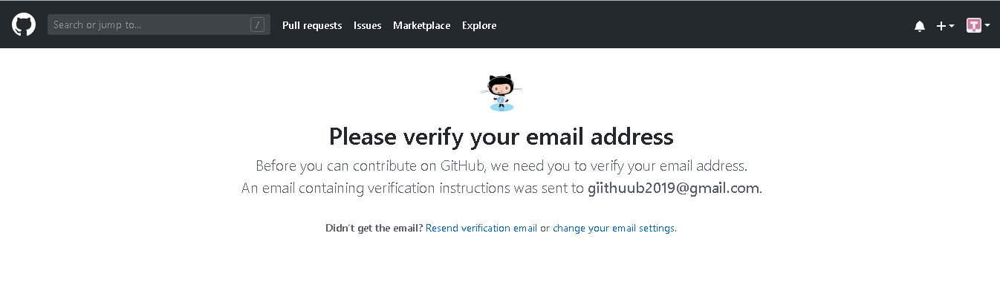 Search or jump to... /
Pull requests Issues Marketplace Explore
Please verify your email address
Before you can contribute on GitHub, we need you to verify your email address.
An email containing verification instructions was sent to giithuub2019@gmail.com.
Didn't get the email? Resend verification email or change your email settings.